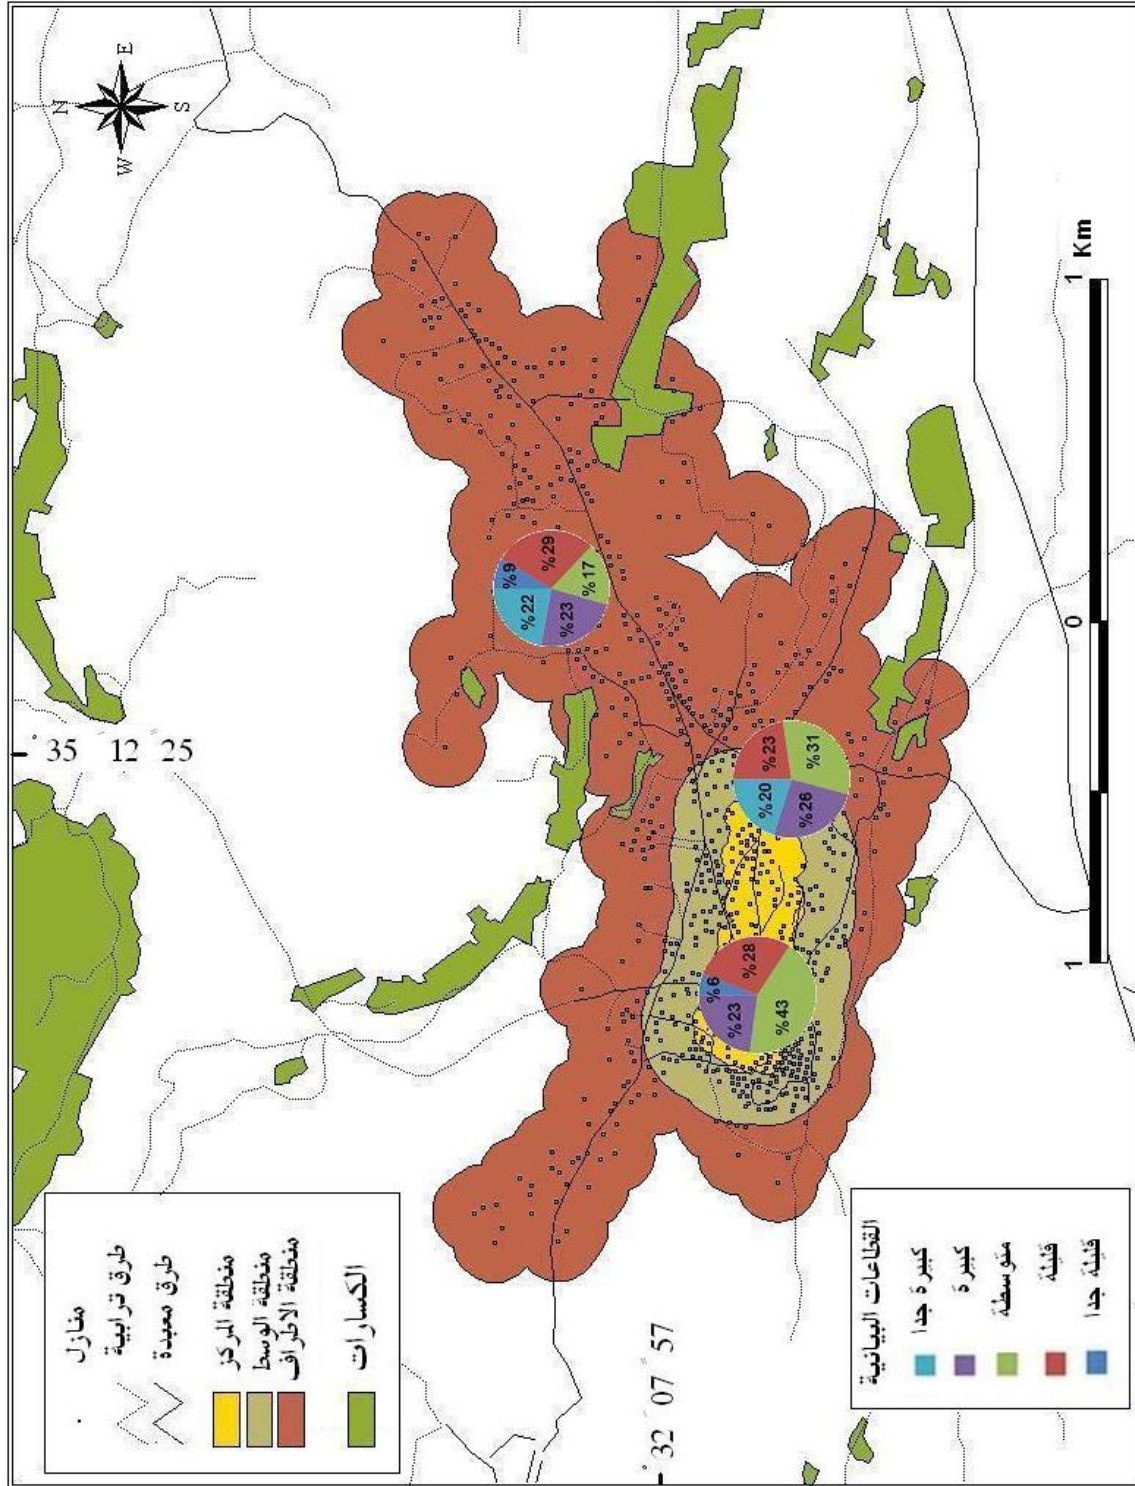 N
E
S
W
° 35 12 25
° 32 07 57
%9
%29
%22
%17
%23
%23
%20
%31
%26
%6
%28
%23
%43
1 0 1 Km
منازل
طرق ترابية
طرق معبدة
منطقة المركز
منطقة الوسط
منطقة الاطراف
الكسارات
القطاعات البيانية
كبيرة جدا
كبيرة
متوسطة
قليلة
قليلة جدا